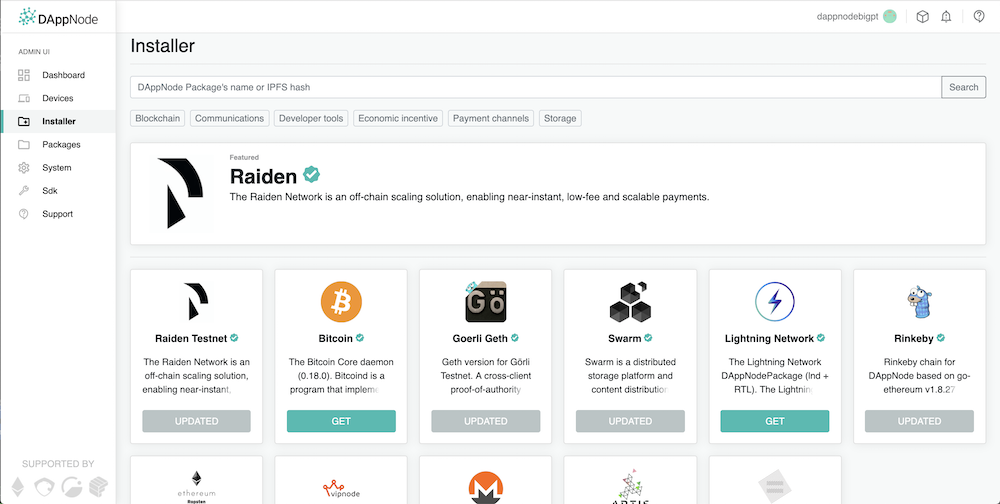 DAppNode
dappnodebigpt
ADMIN UI
Dashboard
Devices
Installer
Packages
System
Sdk
Support
SUPPORTED BY
Installer
DAppNode Package's name or IPFS hash
Search
Blockchain
Communications
Developer tools
Economic incentive
Payment channels
Storage
Featured
Raiden
The Raiden Network is an off-chain scaling solution, enabling near-instant, low-fee and scalable payments.
Raiden Testnet
The Raiden Network is an
off-chain scaling solution,
enabling near-instant,
UPDATED
Bitcoin
The Bitcoin Core daemon
(0.18.0). Bitcoind is a
program that impleme
GET
Gö
Goerli Geth
Geth version for Görli
Testnet. A cross-client
proof-of-authority
UPDATED
Swarm
Swarm is a distributed
storage platform and
content distribution
UPDATED
Lightning Network
The Lightning Network
DAppNodePackage (lnd +
RTL). The Lightning
GET
Rinkeby
Rinkeby chain for
DAppNode based on go-
ethereum v1.8.27
UPDATED
ethereum
Ropsten
vipnode
ARTIS